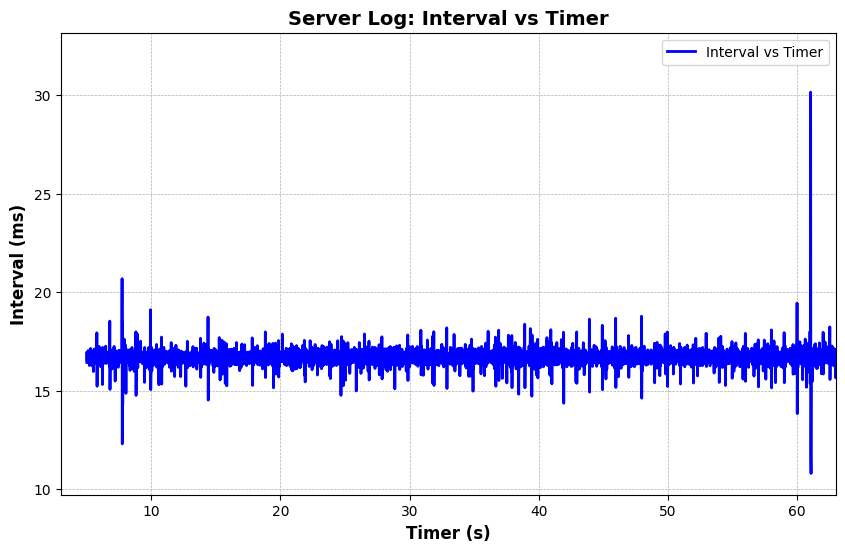 Server Log: Interval vs Timer
Interval vs Timer
Interval (ms)
30
25
20
15
10
10 20 30 40 50 60
Timer (s)